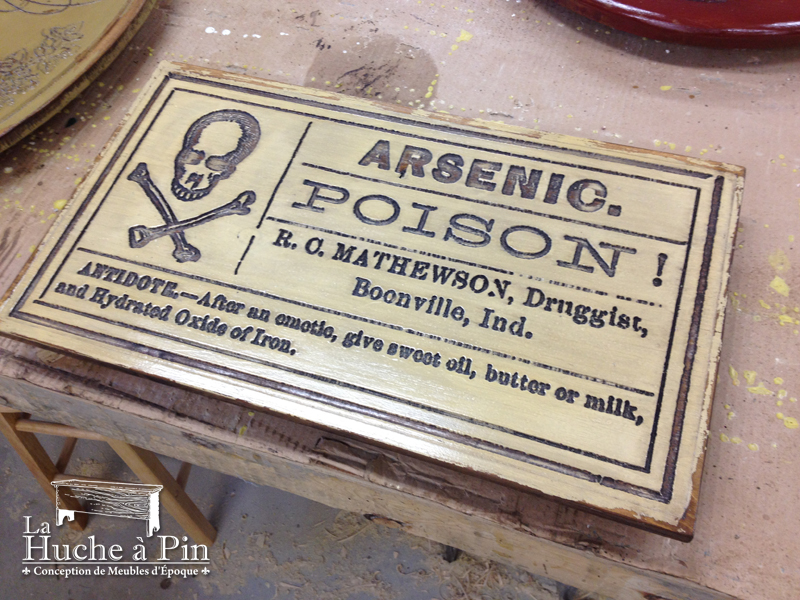 ARSENIC.
POISON!
R. C. MATHEWSON, Druggist,
Boonville, Ind.
ANTIDOTE.—After an emetic, give sweet oil, butter or milk,
and Hydrated Oxide of Iron.
La
Huche à Pin
Conception de Meubles d'Époque